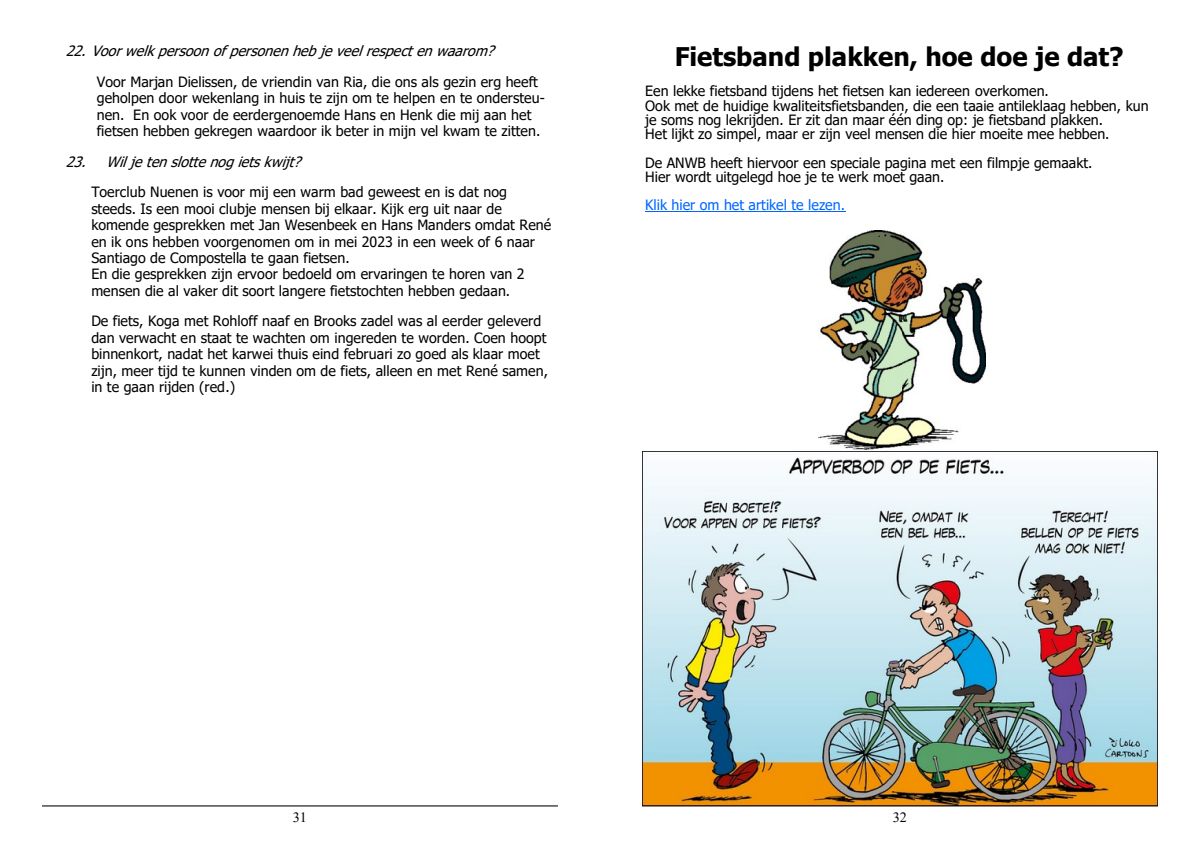 22. Voor welk persoon of personen heb je veel respect en waarom?
Voor Marjan Dielissen, de vriendin van Ria, die ons als gezin erg heeft
geholpen door wekenlang in huis te zijn om te helpen en te ondersteu-
nen. En ook voor de eerdergenoemde Hans en Henk die mij aan het
fietsen hebben gekregen waardoor ik beter in mijn vel kwam te zitten.
23. Wil je ten slotte nog iets kwijt?
Toerclub Nuenen is voor mij een warm bad geweest en is dat nog
steeds. Is een mooi clubje mensen bij elkaar. Kijk erg uit naar de
komende gesprekken met Jan Wesenbeek en Hans Manders omdat René
en ik ons hebben voorgenomen om in mei 2023 in een week of 6 naar
Santiago de Compostella te gaan fietsen.
En die gesprekken zijn ervoor bedoeld om ervaringen te horen van 2
mensen die al vaker dit soort langere fietstochten hebben gedaan.
De fiets, Koga met Rohloff naaf en Brooks zadel was al eerder geleverd
dan verwacht en staat te wachten om ingereden te worden. Coen hoopt
binnenkort, nadat het karwei thuis eind februari zo goed als klaar moet
zijn, meer tijd te kunnen vinden om de fiets, alleen en met René samen,
in te gaan rijden (red.)
31
Fietsband plakken, hoe doe je dat?
Een lekke fietsband tijdens het fietsen kan iedereen overkomen.
Ook met de huidige kwaliteitsfietsbanden, die een taaie antileklaag hebben, kun
je soms nog lekrijden. Er zit dan maar één ding op: je fietsband plakken.
Het lijkt zo simpel, maar er zijn veel mensen die hier moeite mee hebben.
De ANWB heeft hiervoor een speciale pagina met een filmpje gemaakt.
Hier wordt uitgelegd hoe je te werk moet gaan.
Klik hier om het artikel te lezen.
Appverbod op de fiets...
Een boete!?
Voor appen op de fiets?
Nee, omdat ik
een bel heb...
Terecht!
Bellen op de fiets
mag ook niet!
Loko
Cartoons
32